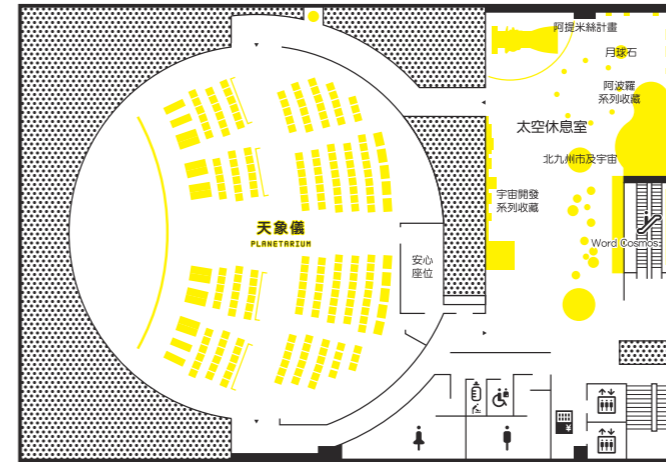 阿提米絲計畫
月球石
阿波羅
系列收藏
太空休息室
北九州市及宇宙
宇宙開發
系列收藏
Word Cosmos
天象儀
PLANETARIUM
安心
座位
¥